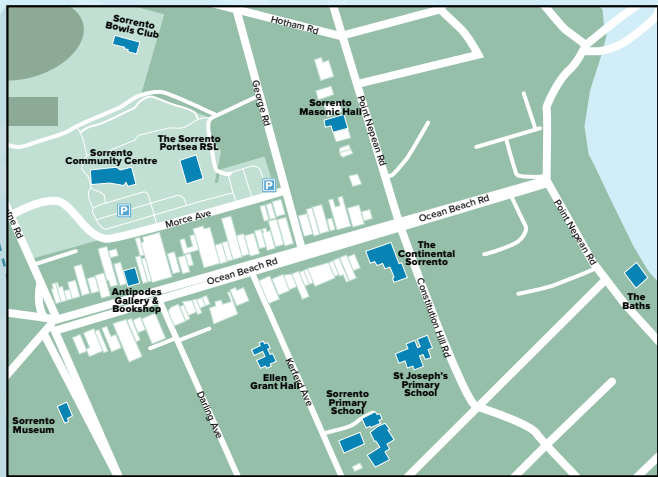 Sorrento
Bowls Club
Hotham Rd
George Rd
Point Nepean Rd
Sorrento
Masonic Hall
The Sorrento
Portsea RSL
Sorrento
Community Centre
P
P
Morce Ave
Ocean Beach Rd
Point Nepean Rd
The
Continental
Sorrento
Ocean Beach Rd
Antipodes
Gallery &
Bookshop
The
Baths
Constitution Hill Rd
Ellen
Grant Hall
Kerferd Ave
Darling Ave
St Joseph's
Primary
School
Sorrento
Primary
School
Sorrento
Museum